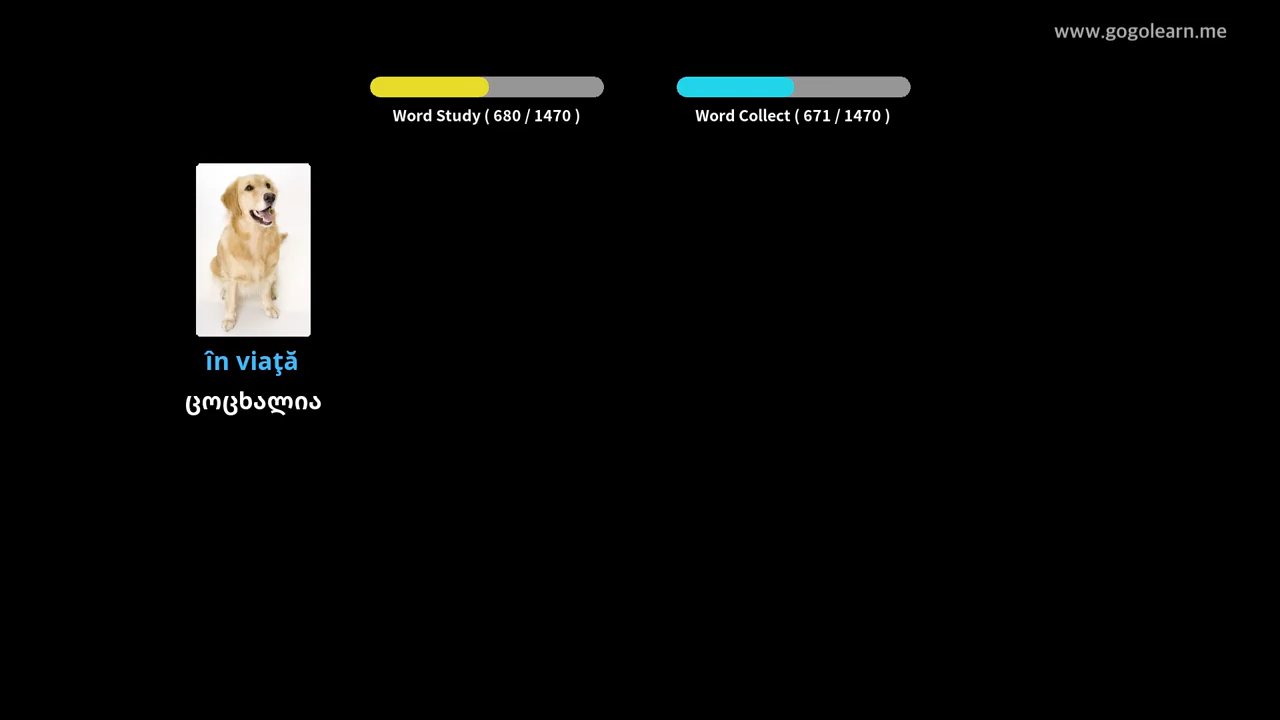 www.gogolearn.me
Word Study ( 680 / 1470 )
Word Collect ( 671 / 1470 )
în viaţă
ცოცხალია